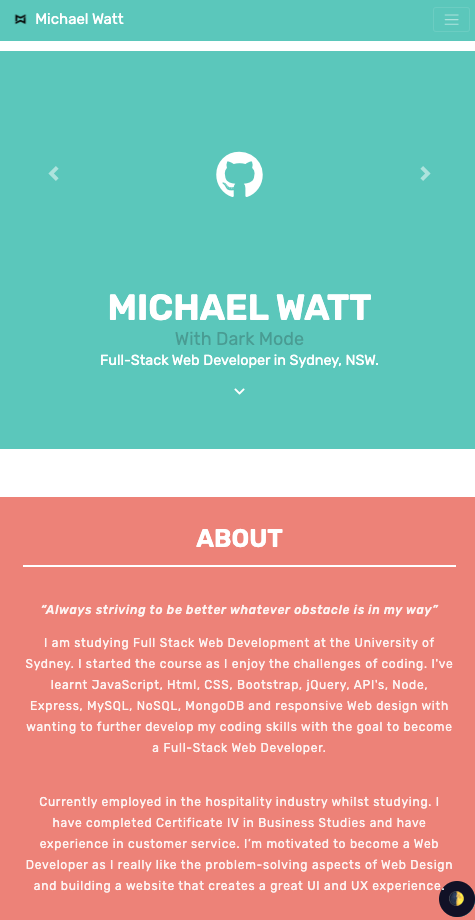 Michael Watt
MICHAEL WATT
With Dark Mode
Full-Stack Web Developer in Sydney, NSW.
ABOUT
“Always striving to be better whatever obstacle is in my way”
I am studying Full Stack Web Development at the University of
Sydney. I started the course as I enjoy the challenges of coding. I've
learnt JavaScript, Html, CSS, Bootstrap, jQuery, API's, Node,
Express, MySQL, NoSQL, MongoDB and responsive Web design with
wanting to further develop my coding skills with the goal to become
a Full-Stack Web Developer.
Currently employed in the hospitality industry whilst studying. I
have completed Certificate IV in Business Studies and have
experience in customer service. I’m motivated to become a Web
Developer as I really like the problem-solving aspects of Web Design
and building a website that creates a great UI and UX experience.